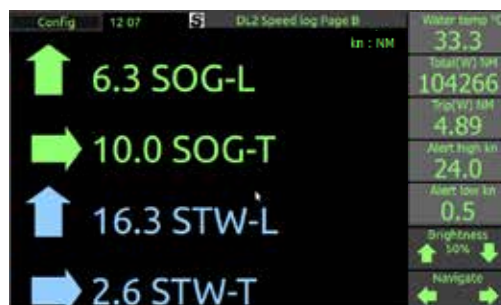 Config 12 07 S DL2 Speed log Page B
kn : NM
6.3 SOG-L
10.0 SOG-T
16.3 STW-L
2.6 STW-T
Water temp °C
33.3
Total(W) NM
104266
Trip(W) NM
4.89
Alert high kn
24.0
Alert low kn
0.5
Brightness
50%
Navigate